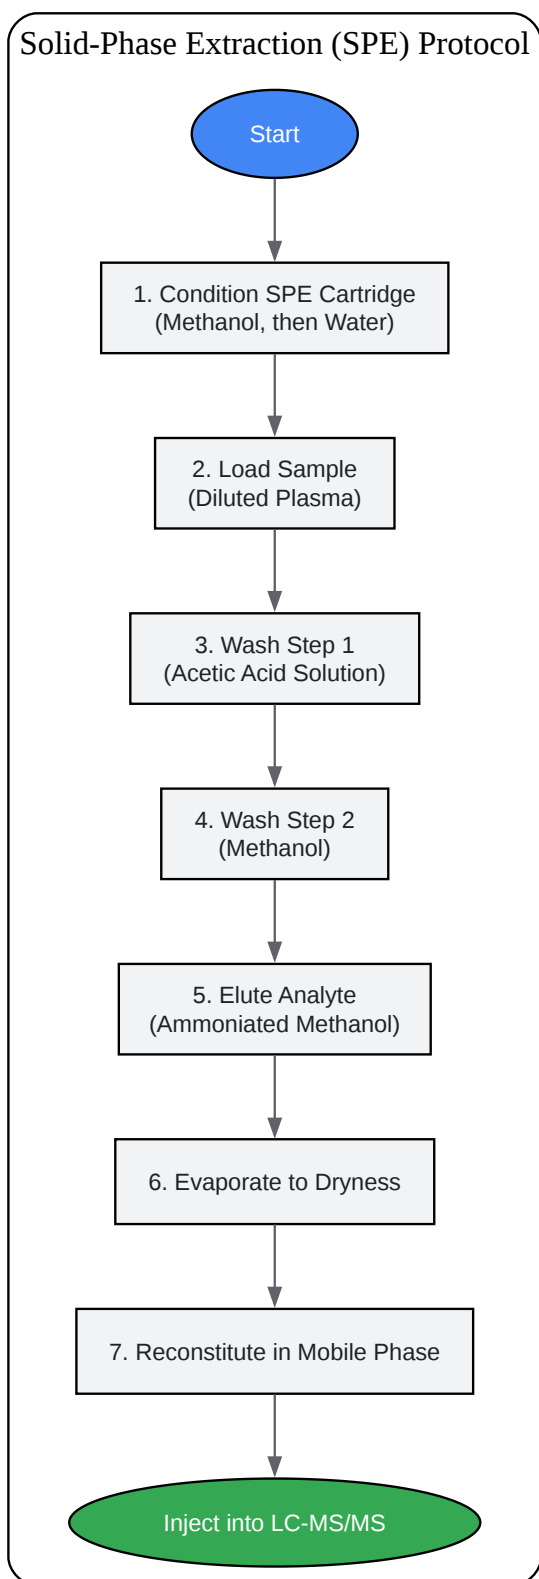 Solid-Phase Extraction (SPE) Protocol
Start
1. Condition SPE Cartridge
(Methanol, then Water)
2. Load Sample
(Diluted Plasma)
3. Wash Step 1
(Acetic Acid Solution)
4. Wash Step 2
(Methanol)
5. Elute Analyte
(Ammoniated Methanol)
6. Evaporate to Dryness
7. Reconstitute in Mobile Phase
Inject into LC-MS/MS